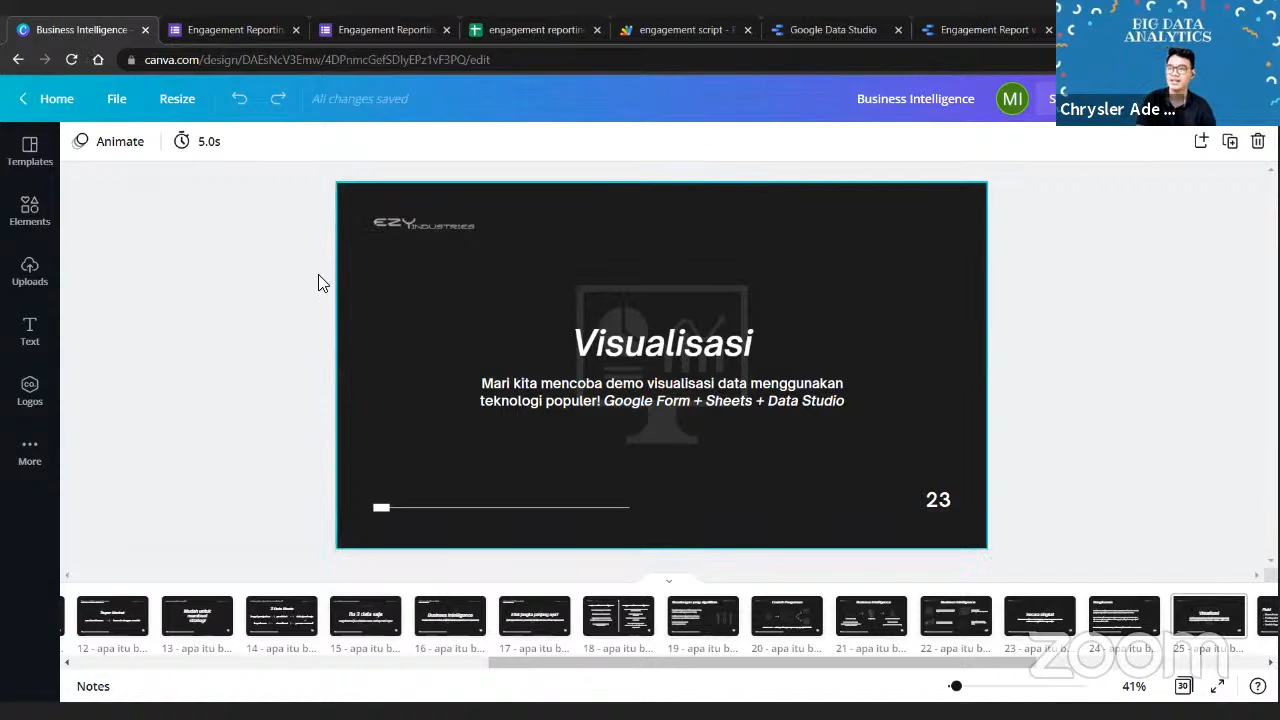 Business Intelligence -
Engagement Reportin
Engagement Reportin
engagement reportin
engagement script - P
Google Data Studio
Engagement Report v
canva.com/design/DAEsNcV3Emw/4DPnmcGefSDlyEPz1vF3PQ/edit
BIG DATA
ANALYTICS
Chrysler Ade ...
Home
File
Resize
All changes saved
Business Intelligence
MI
S
Animate
5.0s
Templates
Elements
Uploads
Text
CO.
Logos
More
EZYINDUSTRIES
Visualisasi
Mari kita mencoba demo visualisasi data menggunakan
teknologi populer! Google Form + Sheets + Data Studio
23
12 - apa itu b...
13 - apa itu b...
14 - apa itu b...
15 - apa itu b...
16 - apa itu b...
17 - apa itu b...
18 - apa itu b...
19 - apa itu b...
20 - apa itu b...
21 - apa itu b...
22 - apa itu b...
23 - apa itu b...
24 - apa itu b...
25 - apa itu b...
zoom
Notes
41%
30